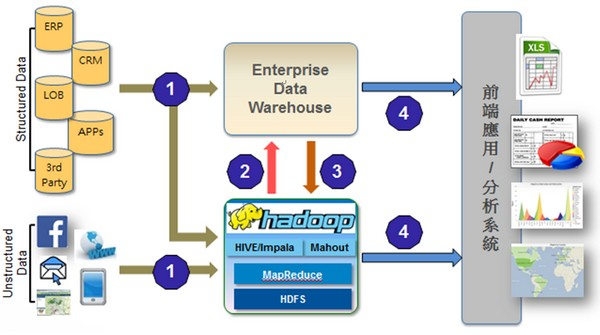 Structured Data
ERP
CRM
LOB
APPs
3rd
Party
Unstructured
Data
WWW
1
1
Enterprise
Data
Warehouse
2
3
hadoop
HIVE/Impala
Mahout
MapReduce
HDFS
4
4
前端應用/分析系統
XLS
DAILY CASH REPORT